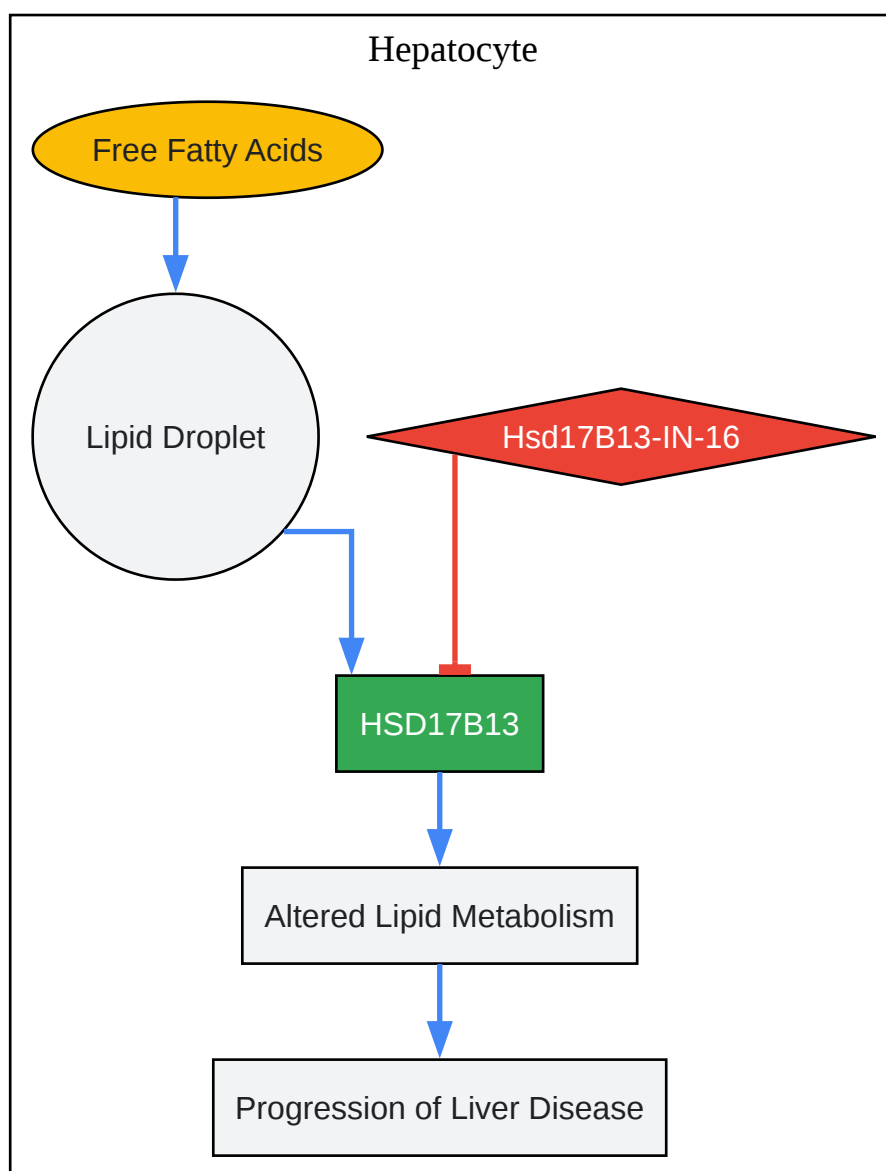 Hepatocyte
Free Fatty Acids
Lipid Droplet
Hsd17B13-IN-16
HSD17B13
Altered Lipid Metabolism
Progression of Liver Disease